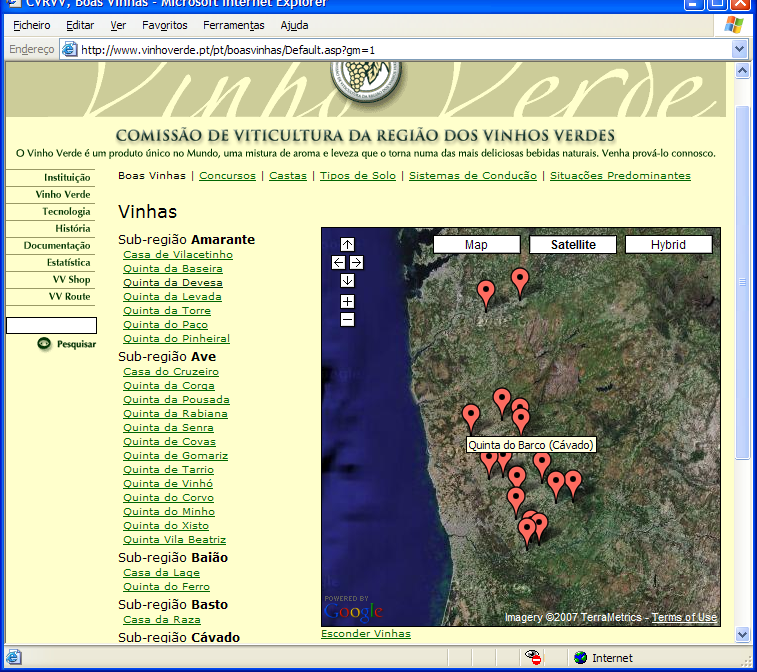 CVRVV, Boas Vinhas - Microsoft Internet Explorer
Ficheiro Editar Ver Favoritos Ferramentas Ajuda
Endereço http://www.vinhoverde.pt/pt/boasvinhas/Default.asp?gm=1
Vinho Verde
COMISSÃO DE VITICULTURA DA REGIÃO DOS VINHOS VERDES
O Vinho Verde é um produto único no Mundo, uma mistura de aroma e leveza que o torna numa das mais deliciosas bebidas naturais. Venha prová-lo connosco.
Instituição
Vinho Verde
Tecnologia
História
Documentação
Estatística
VV Shop
VV Route
Pesquisar
Boas Vinhas | Concursos | Castas | Tipos de Solo | Sistemas de Condução | Situações Predominantes
Vinhas
Sub-região Amarante
Casa de Vilacetinho
Quinta da Baseira
Quinta da Devesa
Quinta da Levada
Quinta da Torre
Quinta do Paco
Quinta do Pinheiral
Sub-região Ave
Casa do Cruzeiro
Quinta da Corga
Quinta da Pousada
Quinta da Rabiana
Quinta da Senra
Quinta de Covas
Quinta de Gomariz
Quinta de Tarrio
Quinta de Vinhó
Quinta do Corvo
Quinta do Minho
Quinta do Xisto
Quinta Vila Beatriz
Sub-região Baião
Casa da Lage
Quinta do Ferro
Sub-região Basto
Casa da Raza
Sub-região Cávado
Map Satellite Hybrid
Quinta do Barco (Cávado)
POWERED BY
Google
Imagery ©2007 TerraMetrics - Terms of Use
Esconder Vinhas
Internet